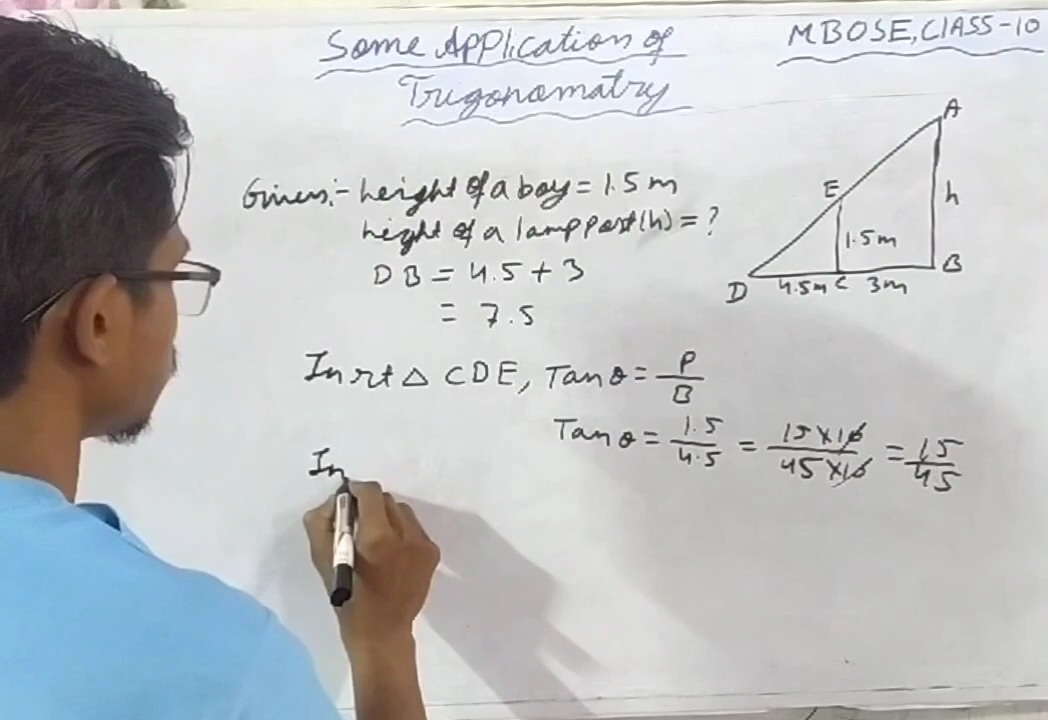 Some Application of
Trigonomatry
MBOSE, CLASS-10
Given:- height of a boy = 1.5 m
height of a lamp post (h) = ?
DB = 4.5 + 3
= 7.5
In rt △ CDE, Tan θ = P/B
Tan θ = 1.5/4.5 = 15×10/45×10 = 15/45
In
A
E
h
1.5m
D
4.5m
C
3m
B